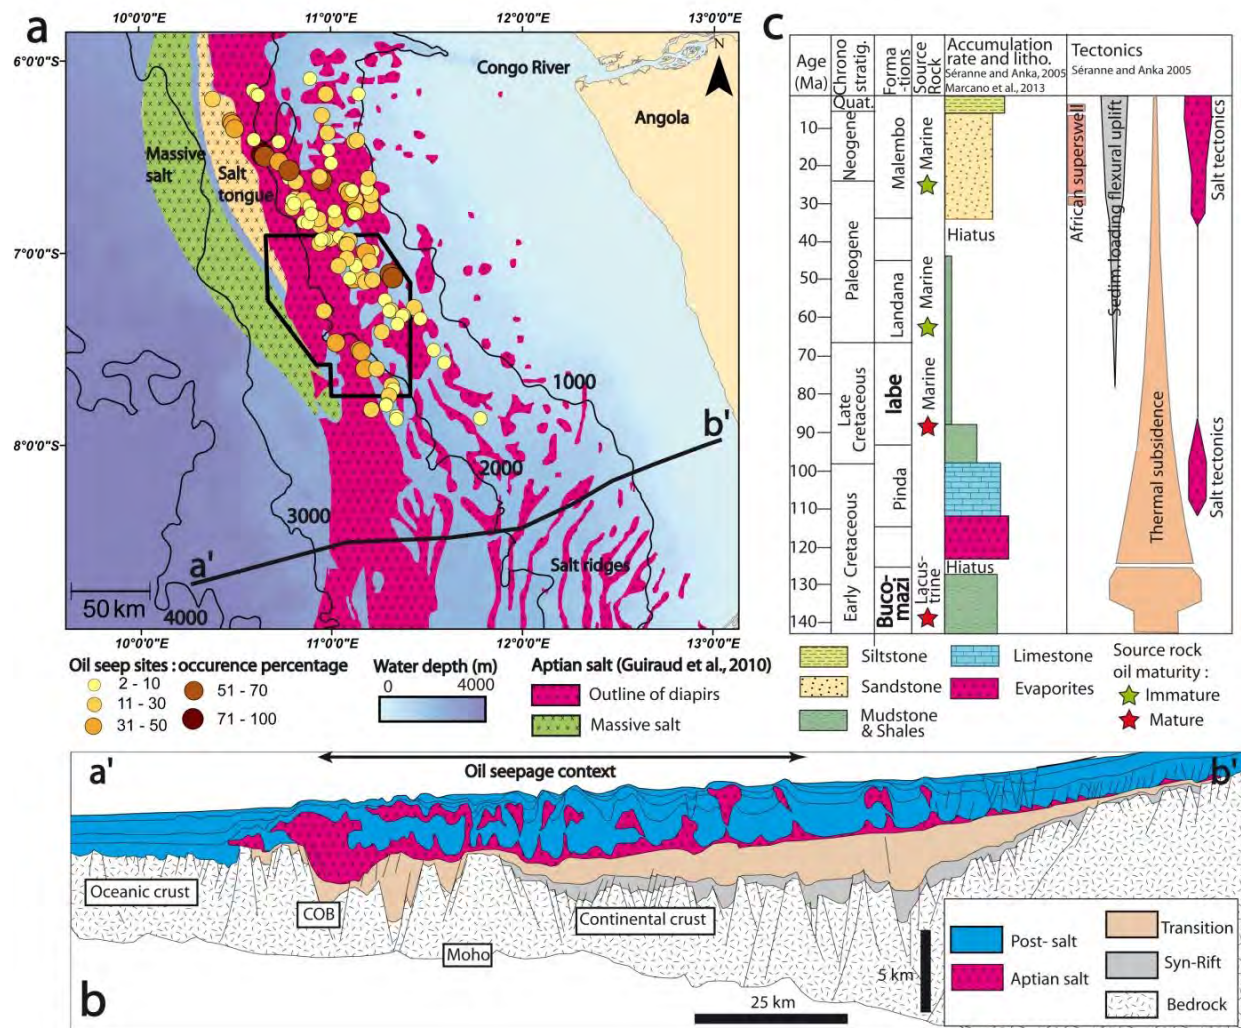 a
10°0'0"E
11°0'0"E
12°0'0"E
13°0'0"E
6°0'0"S
7°0'0"S
8°0'0"S
N
Congo River
Angola
Massive
salt
Salt
tongue
1000
2000
3000
4000
a'
b'
Salt ridges
50 km
10°0'0"E
11°0'0"E
12°0'0"E
13°0'0"E
Oil seep sites : occurence percentage
2 - 10
11 - 30
31 - 50
51 - 70
71 - 100
Water depth (m)
0
4000
Aptian salt (Guiraud et al., 2010)
Outline of diapirs
Massive salt
c
Age
(Ma)
Chrono
stratig.
Forma
-tions
Source
Rock
Accumulation
rate and litho.
Séranne and Anka, 2005
Marcano et al., 2013
Tectonics
Séranne and Anka 2005
10
20
30
40
50
60
70
80
90
100
110
120
130
140
Quat.
Neogene
Paleogene
Late
Cretaceous
Early Cretaceous
Malembo
Landana
Iabe
Pinda
Buco-
mazi
Marine
Marine
Marine
Lacus-
trine
Hiatus
Hiatus
African superswell
Sedim. loading flexural uplift
Thermal subsidence
Salt tectonics
Salt tectonics
Siltstone
Sandstone
Mudstone
& Shales
Limestone
Evaporites
Source rock
oil maturity :
Immature
Mature
a'
b'
Oil seepage context
Oceanic crust
COB
Continental crust
Moho
5 km
25 km
b
Post- salt
Aptian salt
Transition
Syn-Rift
Bedrock